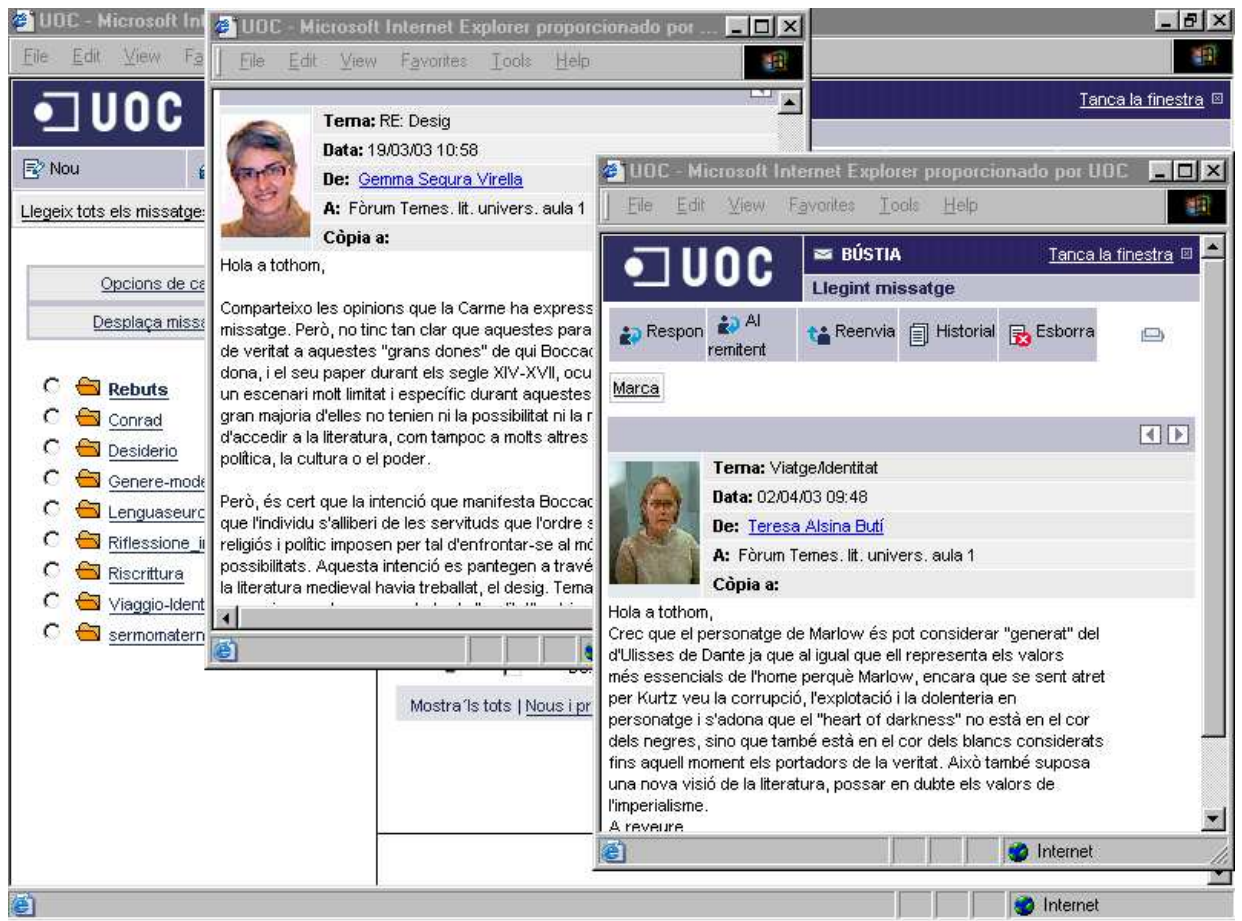 UOC - Microsoft Int
File Edit View Fa
UOC
Tanca la finestra
Nou
Llegeix tots els missatges
Opcions de ca
Desplaça missa
Rebuts
Conrad
Desiderio
Genere-mode
Lenguaseuro
Riflessione_i
Riscrittura
Viaggio-Ident
sermomatern
Mostra´ls tots | Nous i pr
Internet
UOC - Microsoft Internet Explorer proporcionado por ...
File Edit View Favorites Tools Help
Tema: RE: Desig
Data: 19/03/03 10:58
De: Gemma Segura Virella
A: Fòrum Temes. lit. univers. aula 1
Còpia a:
Hola a tothom,
Comparteixo les opinions que la Carme ha express
missatge. Però, no tinc tan clar que aquestes para
de veritat a aquestes "grans dones" de qui Boccac
dona, i el seu paper durant els segle XIV-XVII, ocu
un escenari molt limitat i específic durant aquestes
gran majoria d'elles no tenien ni la possibilitat ni la
d'accedir a la literatura, com tampoc a molts altres
política, la cultura o el poder.
Però, és cert que la intenció que manifesta Boccac
que l'individu s'alliberi de les servituds que l'ordre s
religiós i polític imposen per tal d'enfrontar-se al mó
possibilitats. Aquesta intenció es pantegen a travé
la literatura medieval havia treballat, el desig. Tema
UOC - Microsoft Internet Explorer proporcionado por UOC
File Edit View Favorites Tools Help
UOC
BÚSTIA Tanca la finestra
Llegint missatge
Respon Al remitent Reenvia Historial Esborra
Marca
Tema: Viatge/Identitat
Data: 02/04/03 09:48
De: Teresa Alsina Butí
A: Fòrum Temes. lit. univers. aula 1
Còpia a:
Hola a tothom,
Crec que el personatge de Marlow és pot considerar "generat" del
d'Ulisses de Dante ja que al igual que ell representa els valors
més essencials de l'home perquè Marlow, encara que se sent atret
per Kurtz veu la corrupció, l'explotació i la dolenteria en
personatge i s'adona que el "heart of darkness" no està en el cor
dels negres, sino que també està en el cor dels blancs considerats
fins aquell moment els portadors de la veritat. Això també suposa
una nova visió de la literatura, possar en dubte els valors de
l'imperialisme.
A reveure
Internet